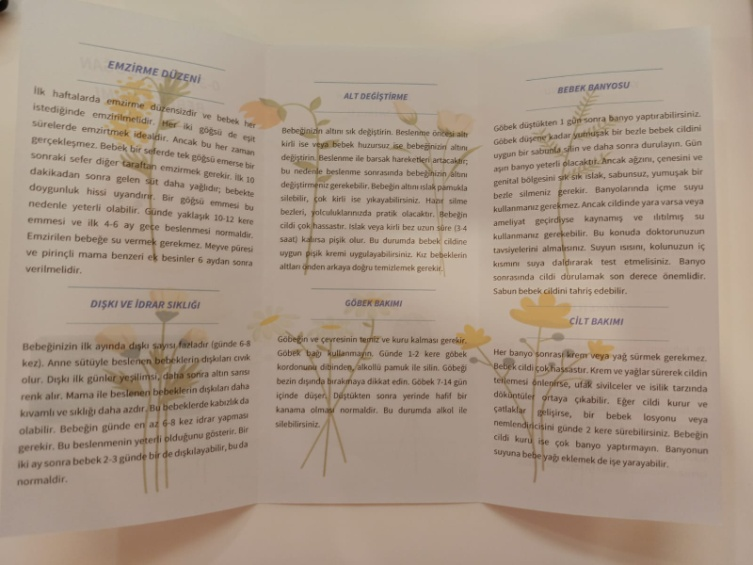 EMZİRME DÜZENİ
İlk haftalarda emzirme düzensizdir ve bebek her
istediğinde emzirilmelidir. Her iki göğsü de eşit
sürelerde emzirtmek idealdir. Ancak bu her zaman
gerçekleşmez. Bebek bir seferde tek göğsü emerse bir
sonraki sefer diğer taraftan emzirmek gerekir. İlk 10
dakikadan sonra gelen süt daha yağlıdır; bebekte
doygunluk hissi uyandırır. Bir göğsü emmesi bu
nedenle yeterli olabilir. Günde yaklaşık 10-12 kere
emmesi ve ilk 4-6 ay gece beslenmesi normaldir.
Emzirilen bebeğe su vermek gerekmez. Meyve püresi
ve pirinçli mama benzeri ek besinler 6 aydan sonra
verilmelidir.
DIŞKI VE İDRAR SIKLIĞI
Bebeğinizin ilk ayında dışkı sayısı fazladır (günde 6-8
kez). Anne sütüyle beslenen bebeklerin dışkıları cıvık
olur. Dışkı ilk günler yeşilimsi, daha sonra altın sarısı
renk alır. Mama ile beslenen bebeklerin dışkıları daha
kıvamlı ve sıklığı daha azdır. Bu bebeklerde kabızlık da
olabilir. Bebeğin günde en az 6-8 kez idrar yapması
gerekir. Bu beslenmenin yeterli olduğunu gösterir. Bir
iki ay sonra bebek 2-3 günde bir de dışkılayabilir, bu da
normaldir.
ALT DEĞİŞTİRME
Bebeğinizin altını sık değiştirin. Beslenme öncesi altı
kirli ise veya bebek huzursuz ise bebeğinizin altını
değiştirin. Beslenme ile barsak hareketleri artacaktır;
bu nedenle beslenme sonrasında bebeğinizin altını
değiştirmeniz gerekebilir. Bebeğin altını ıslak pamukla
silebilir, çok kirli ise yıkayabilirsiniz. Hazır silme
bezleri, yolculuklarınızda pratik olacaktır. Bebeğin
cildi çok hassastır. Islak veya kirli bez uzun süre (3-4
saat) kalırsa pişik olur. Bu durumda bebek cildine
uygun pişik kremi uygulayabilirsiniz. Kız bebeklerin
altları önden arkaya doğru temizlemek gerekir.
GÖBEK BAKIMI
Göbeğin ve çevresinin temiz ve kuru kalması gerekir.
Göbek bağı kullanmayın. Günde 1-2 kere göbek
kordonunu dibinden, alkollü pamuk ile silin. Göbeği
bezin dışında bırakmaya dikkat edin. Göbek 7-14 gün
içinde düşer. Düştükten sonra yerinde hafif bir
kanama olması normaldir. Bu durumda alkol ile
silebilirsiniz.
BEBEK BANYOSU
Göbek düştükten 1 gün sonra banyo yaptırabilirsiniz.
Göbek düşene kadar yumuşak bir bezle bebek cildini
uygun bir sabunla silin ve daha sonra durulayın. Gün
aşırı banyo yeterli olacaktır. Ancak ağzını, çenesini ve
genital bölgesini sık sık ıslak, sabunsuz, yumuşak bir
bezle silmeniz gerekir. Banyolarında içme suyu
kullanmanız gerekmez. Ancak cildinde yara varsa veya
ameliyat geçirdiyse kaynamış ve ılıtılmış su
kullanmanız gerekebilir. Bu konuda doktorunuzun
tavsiyelerini almalısınız. Suyun ısısını, kolunuzun iç
kısmını suya daldırarak test etmelisiniz. Banyo
sonrasında cildi durulamak son derece önemlidir.
Sabun bebek cildini tahriş edebilir.
CİLT BAKIMI
Her banyo sonrası krem veya yağ sürmek gerekmez.
Bebek cildi çok hassastır. Krem ve yağlar sürerek cildin
terlemesi önlenirse, ufak sivilceler ve isilik tarzında
döküntüler ortaya çıkabilir. Eğer cildi kurur ve
çatlaklar gelişirse, bir bebek losyonu veya
nemlendiricisini günde 2 kere sürebilirsiniz. Bebeğin
cildi kuru ise çok banyo yaptırmayın. Banyonun
suyuna bebe yağı eklemek de işe yarayabilir.